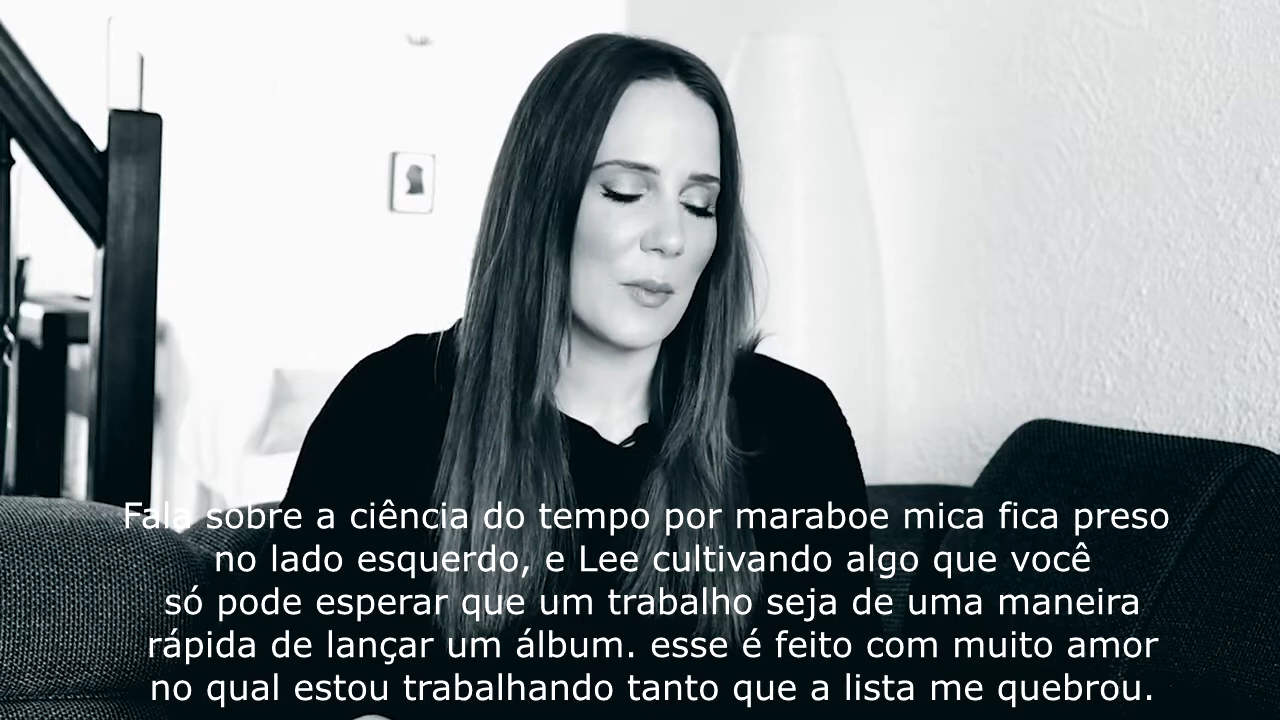 Fala sobre a ciência do tempo por maraboe mica fica preso
no lado esquerdo, e Lee cultivando algo que você
só pode esperar que um trabalho seja de uma maneira
rápida de lançar um álbum. esse é feito com muito amor
no qual estou trabalhando tanto que a lista me quebrou.